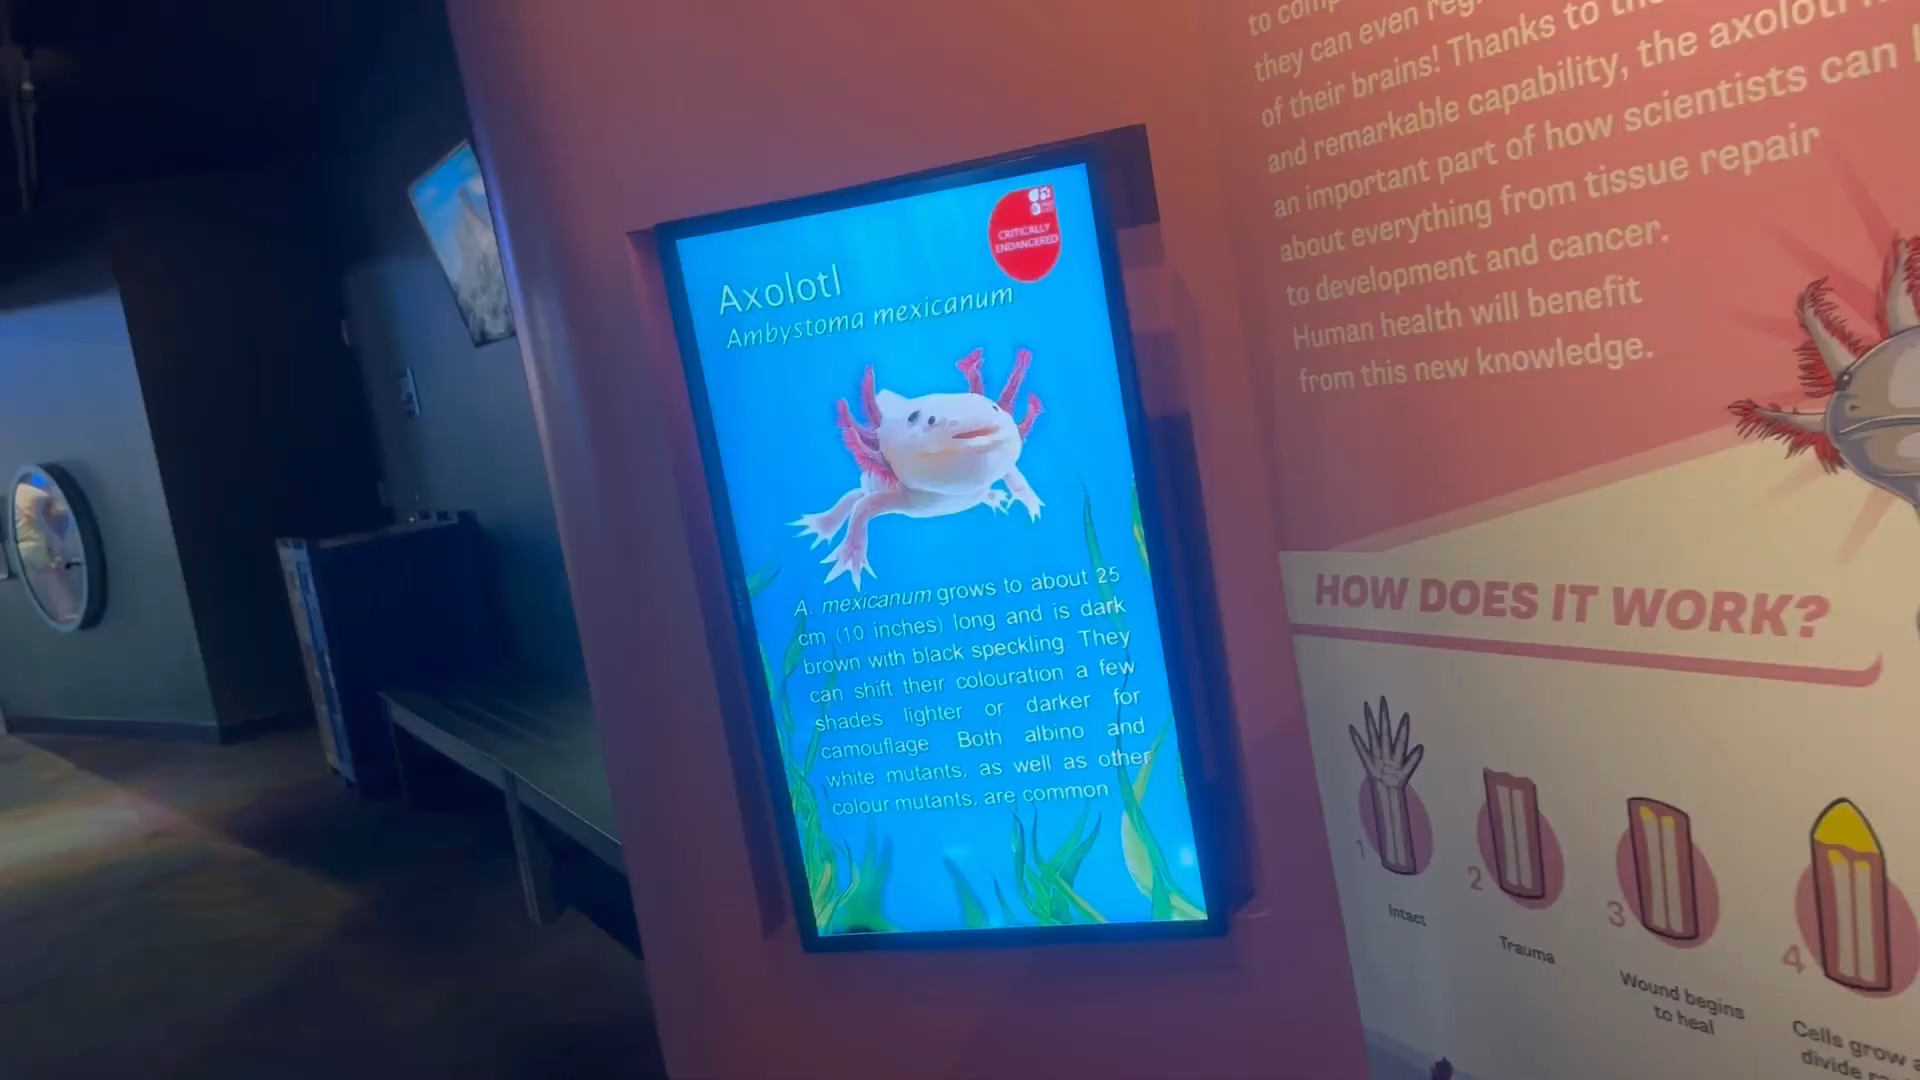 CRITICALLY
ENDANGERED
Axolotl
Ambystoma mexicanum
A. mexicanum grows to about 25
cm (10 inches) long and is dark
brown with black speckling. They
can shift their colouration a few
shades lighter or darker for
camouflage. Both albino and
white mutants, as well as other
colour mutants, are common.
to
they can even
of their brains! Thanks to
and remarkable capability, the axolotl
an important part of how scientists can
about everything from tissue repair
to development and cancer.
Human health will benefit
from this new knowledge.
HOW DOES IT WORK?
1
Intact
2
Trauma
3
Wound begins
to heal
4
Cells grow
divide